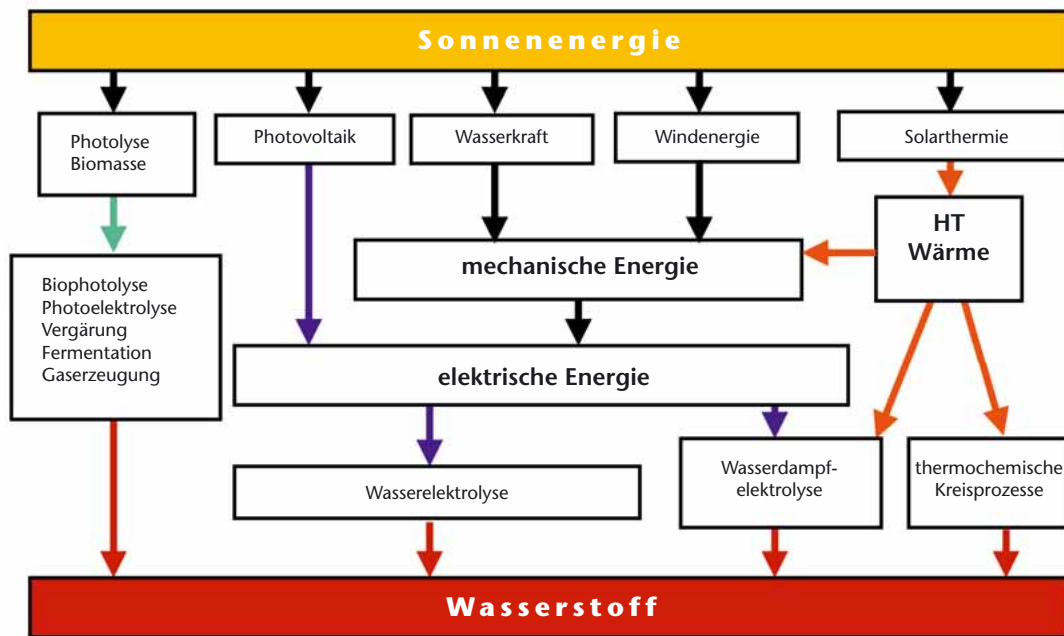 Sonnenenergie
Photolyse
Biomasse
Photovoltaik
Wasserkraft
Windenergie
Solarthermie
HT
Wärme
mechanische Energie
Biophotolyse
Photoelektrolyse
Vergärung
Fermentation
Gaserzeugung
elektrische Energie
Wasserelektrolyse
Wasserdampf-
elektrolyse
thermochemische
Kreisprozesse
Wasserstoff